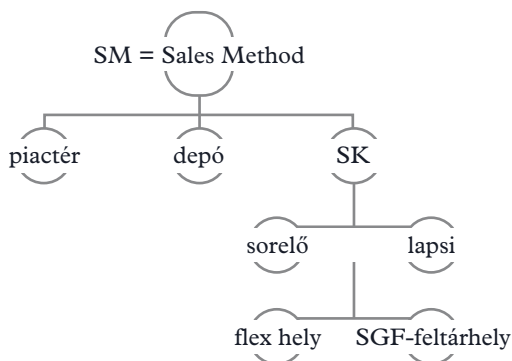 SM = Sales Method
piactér
depó
SK
sorelő
lapsi
flex hely
SGF-feltárhely